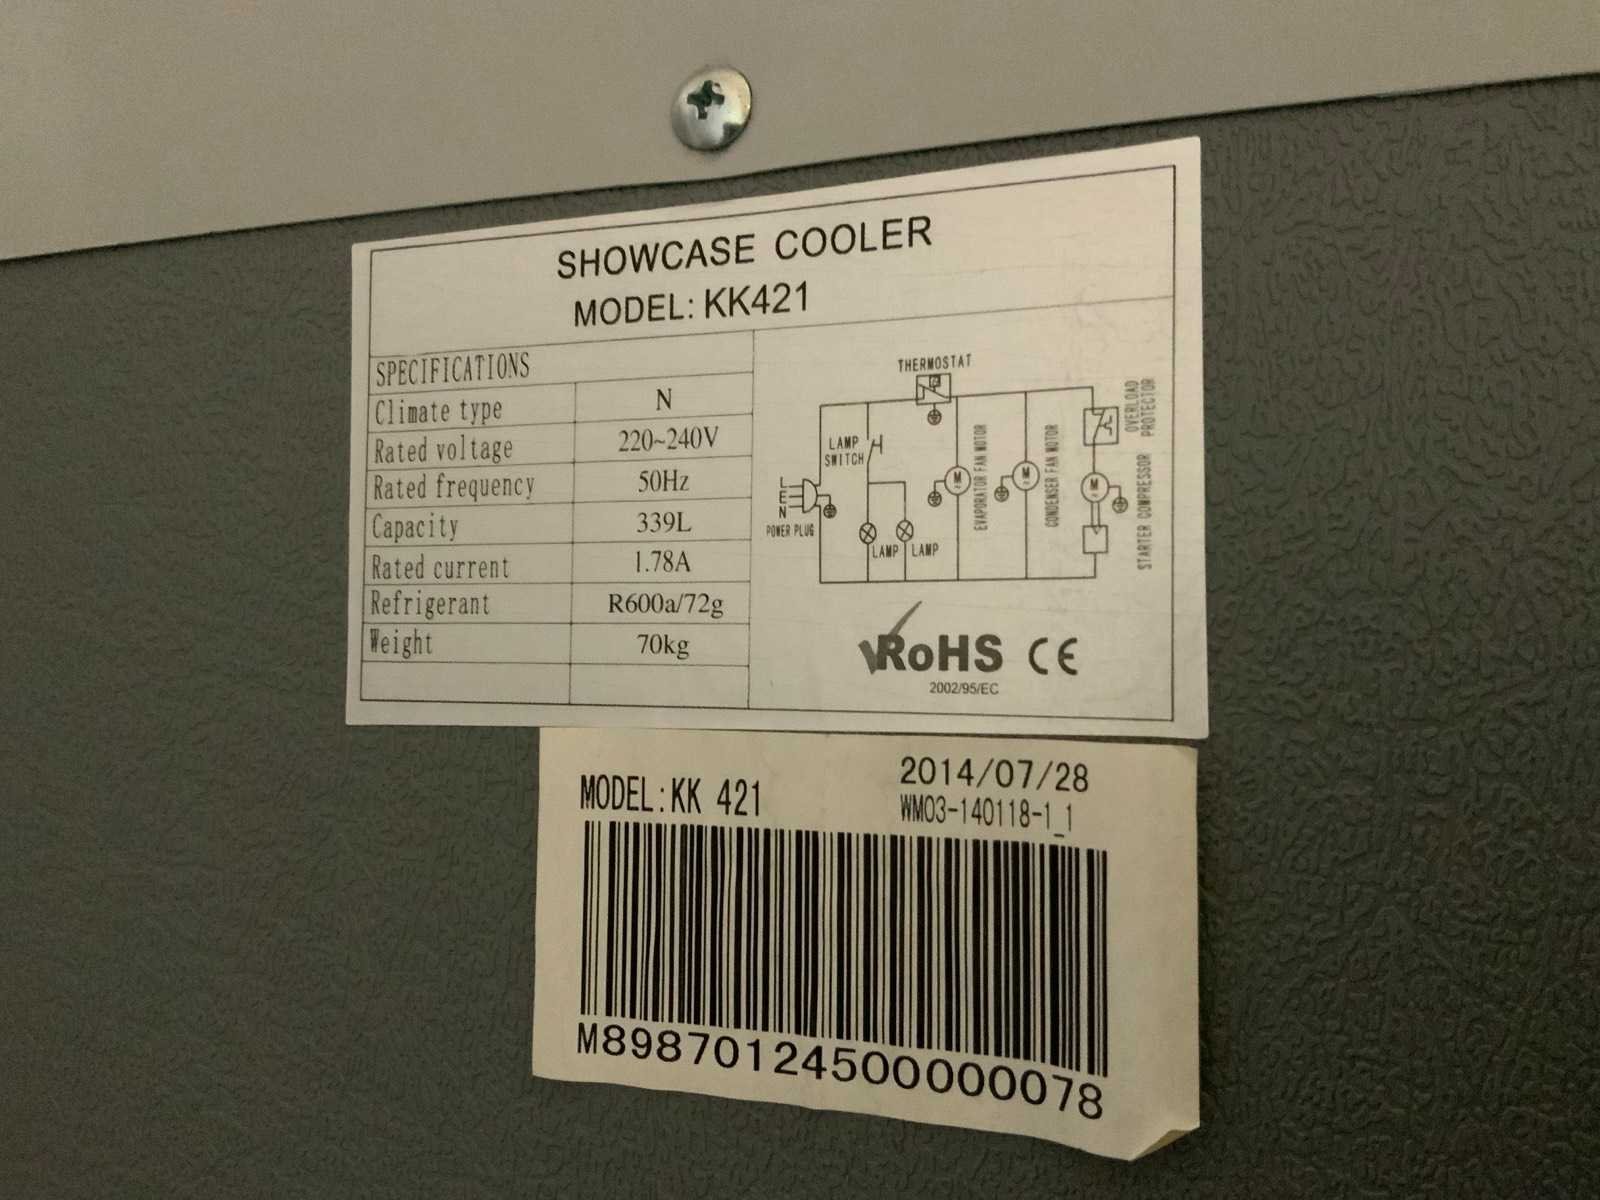 SHOWCASE COOLER
MODEL: KK421
SPECIFICATIONS
Climate type N
Rated voltage 220~240V
Rated frequency 50Hz
Capacity 339L
Rated current 1.78A
Refrigerant R600a/72g
Weight 70kg
THERMOSTAT
OVERLOAD PROTECTOR
LAMP
SWITCH
M
M
M
EVAPORATOR FAN MOTOR
CONDENSER FAN MOTOR
STARTER COMPRESSOR
L
E
N
POWER PLUG
LAMP LAMP
RoHS CE
2002/95/EC
MODEL:KK 421
2014/07/28
WM03-140118-1_1
M89870124500000078